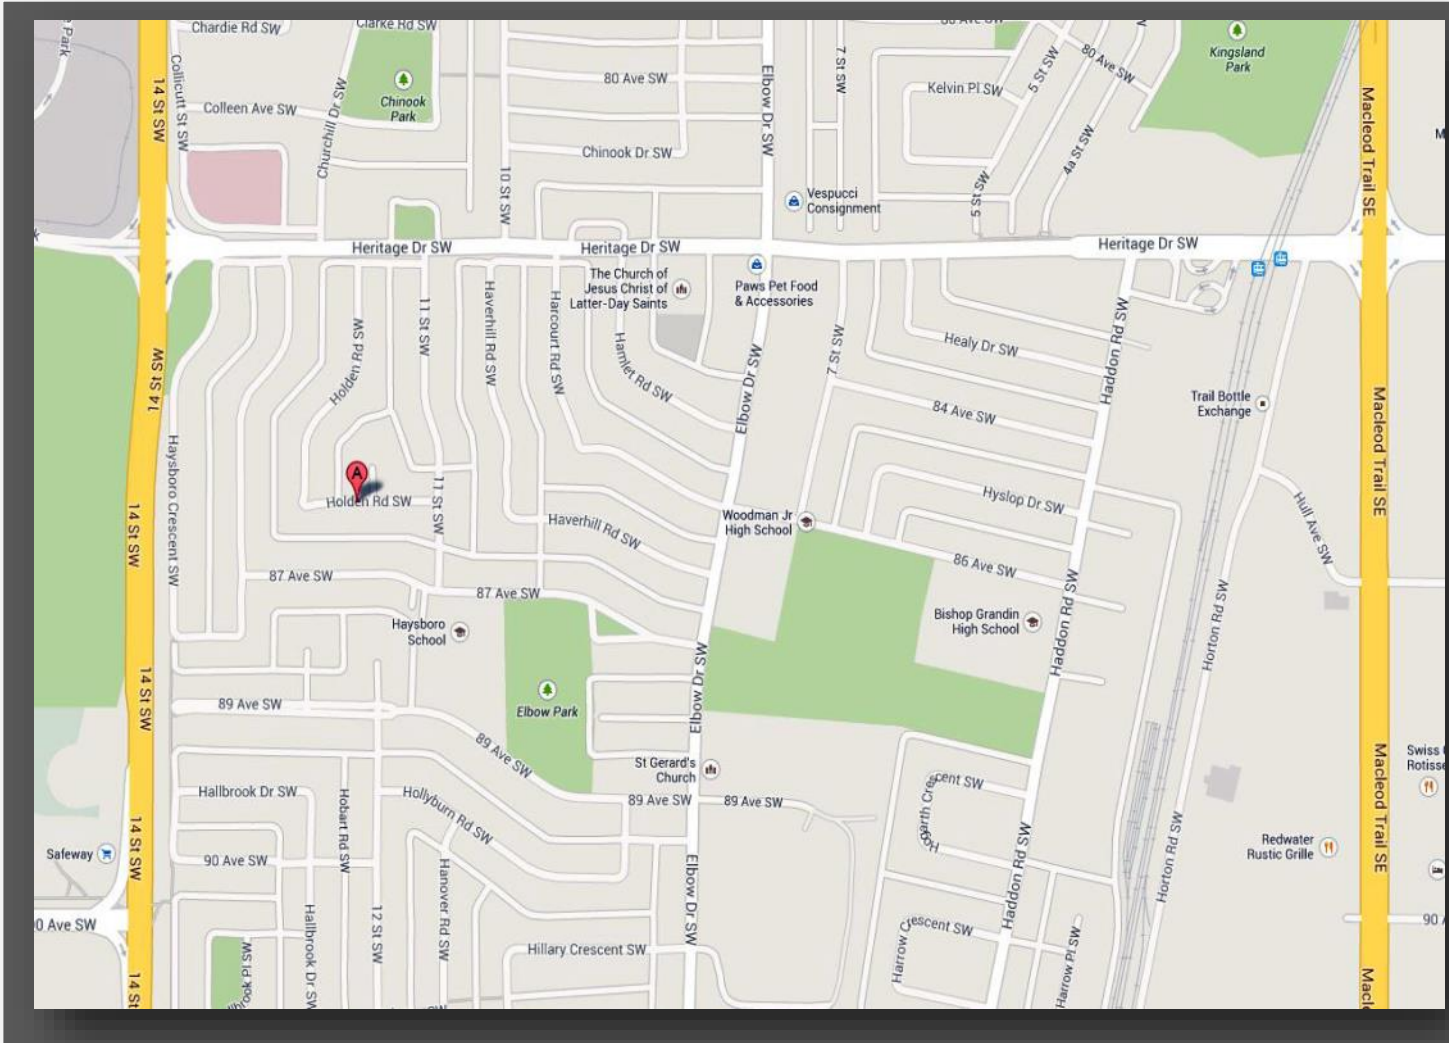 Park
Chardie Rd SW
Clarke Rd SW
Collicutt St SW
14 St SW
Colleen Ave SW
Churchill Dr SW
Chinook
Park
80 Ave SW
Chinook Dr SW
10 St SW
Elbow Dr SW
7 St SW
Kelvin Pl SW
5 St SW
80 Ave SW
4a St SW
5 St SW
Kingsland
Park
Macleod Trail SE
Vespucci
Consignment
Heritage Dr SW
Heritage Dr SW
Heritage Dr SW
The Church of
Jesus Christ of
Latter-Day Saints
Paws Pet Food
& Accessories
Holden Rd SW
11 St SW
Haverhill Rd SW
Harcourt Rd SW
Hamlet Rd SW
Elbow Dr SW
7 St SW
Healy Dr SW
Haddon Rd SW
84 Ave SW
Trail Bottle
Exchange
Macleod Trail SE
14 St SW
Haysboro Crescent SW
A
Holden Rd SW
11 St SW
14 St SW
Haverhill Rd SW
Woodman Jr
High School
Hyslop Dr SW
Hull Ave SW
86 Ave SW
87 Ave SW
87 Ave SW
Haysboro
School
Bishop Grandin
High School
Haddon Rd SW
Horton Rd SW
14 St SW
89 Ave SW
Elbow Park
Elbow Dr SW
89 Ave SW
St Gerard's
Church
89 Ave SW
89 Ave SW
Crescent SW
Macleod Trail SE
Swiss
Rotisse
Hallbrook Dr SW
Hobart Rd SW
Hollyburn Rd SW
14 St SW
Safeway
90 Ave SW
Hanover Rd SW
Elbow Dr SW
Haddon Rd SW
Horton Rd SW
Redwater
Rustic Grille
0 Ave SW
Hallbrook Dr SW
12 St SW
Hillary Crescent SW
Harrow Crescent SW
Harrow Pl SW
90
14 St
SW
Macl